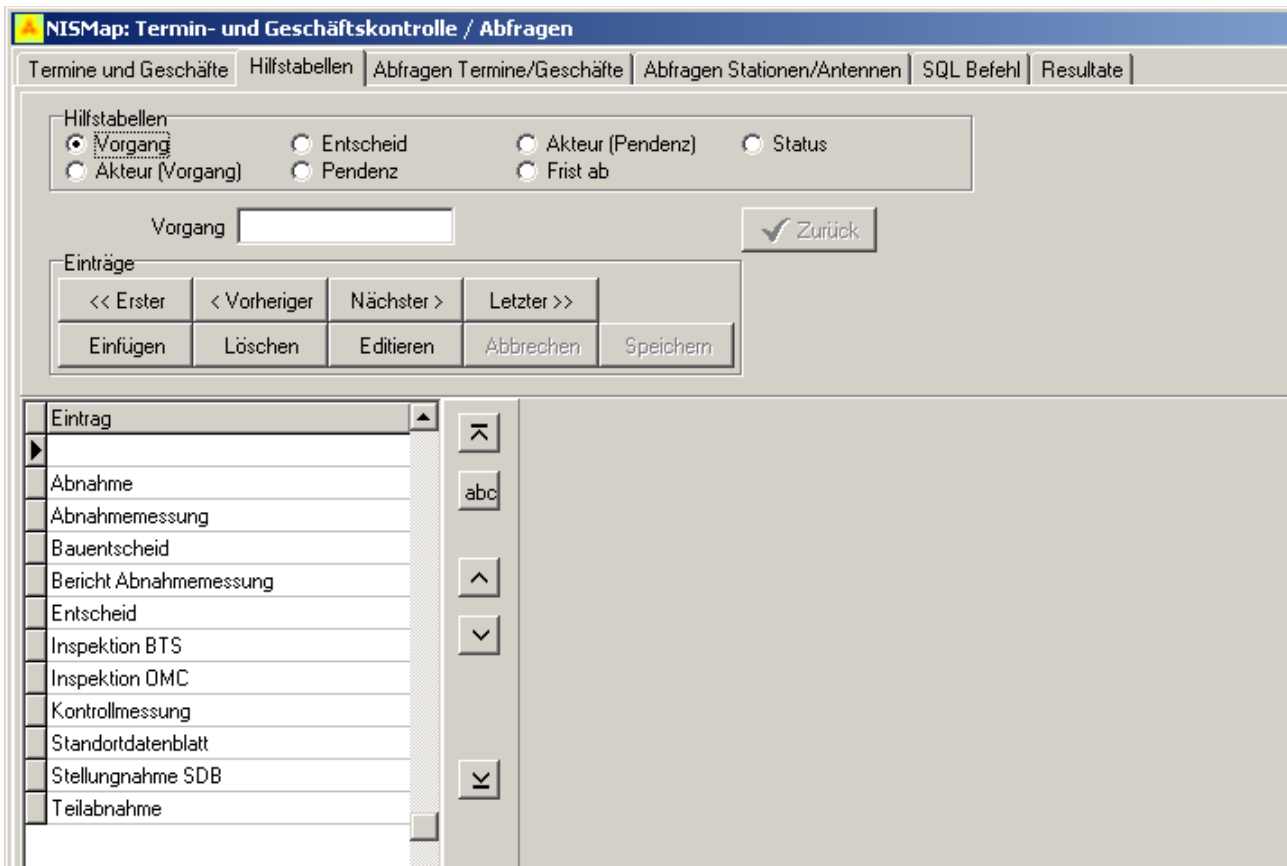 NISMap: Termin- und Geschäftskontrolle / Abfragen
Termine und Geschäfte Hilfstabellen Abfragen Termine/Geschäfte Abfragen Stationen/Antennen SQL Befehl Resultate
Hilfstabellen
Vorgang Entscheid Akteur (Pendenz) Status
Akteur (Vorgang) Pendenz Frist ab
Vorgang Zurück
Einträge
<< Erster < Vorheriger Nächster > Letzter >>
Einfügen Löschen Editieren Abbrechen Speichern
Eintrag
Abnahme
abc
Abnahmemessung
Bauentscheid
Bericht Abnahmemessung
Entscheid
Inspektion BTS
Inspektion OMC
Kontrollmessung
Standortdatenblatt
Stellungnahme SDB
Teilabnahme